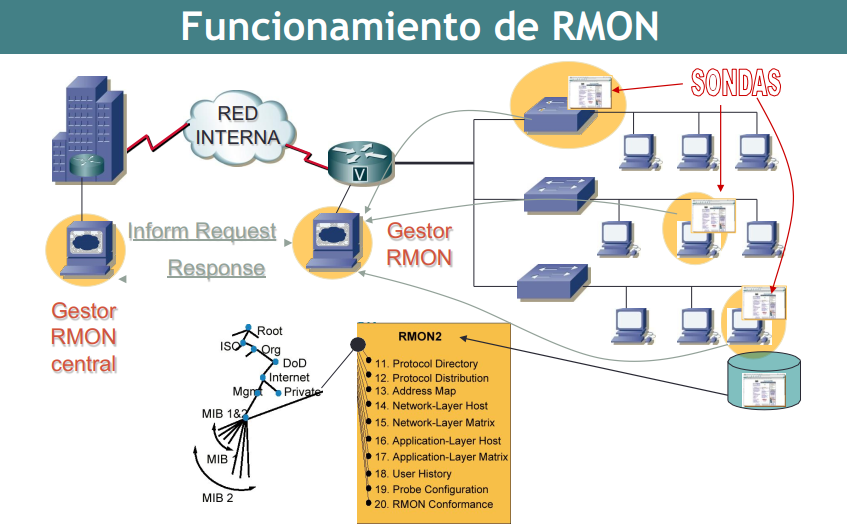 Funcionamiento de RMON
SONDAS
RED
INTERNA
V
Inform Request
Response
Gestor
RMON
Gestor
RMON
central
Root
ISO
Org
DoD
Internet
Mgmt
Private
MIB 1&2
MIB 1
MIB 2
RMON2
11. Protocol Directory
12. Protocol Distribution
13. Address Map
14. Network-Layer Host
15. Network-Layer Matrix
16. Application-Layer Host
17. Application-Layer Matrix
18. User History
19. Probe Configuration
20. RMON Conformance